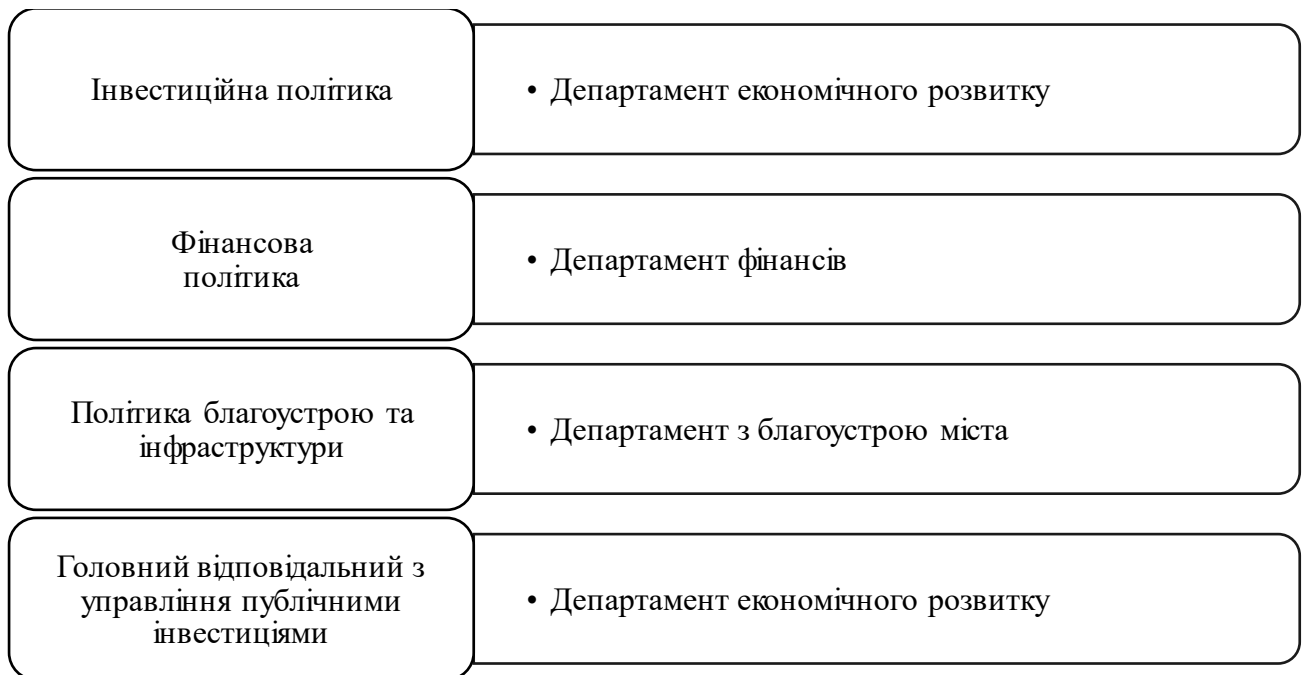 Інвестиційна політика
• Департамент економічного розвитку
Фінансова
політика
• Департамент фінансів
Політика благоустрою та
інфраструктури
• Департамент з благоустрою міста
Головний відповідальний з
управління публічними
інвестиціями
• Департамент економічного розвитку